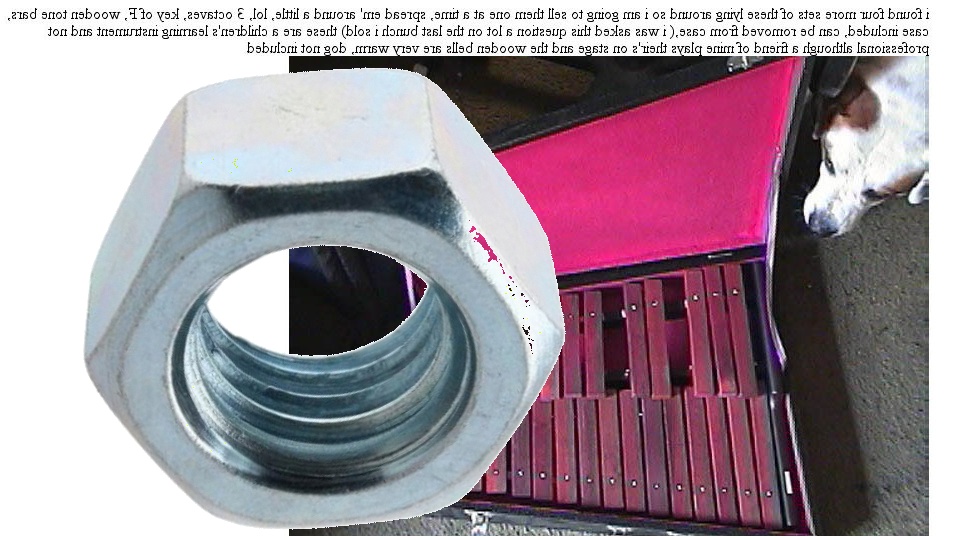 i found four more sets of these lying around so i am going to sell them one at a time, spread em' around a little, lol, 3 octaves, key of F, wooden tone bars,
case included, can be removed from case,( i was asked this question a lot on the last bunch i sold) these are a children's learning instrument and not
professional although a friend of mine plays their's on stage and the wooden bells are very warm, dog not included